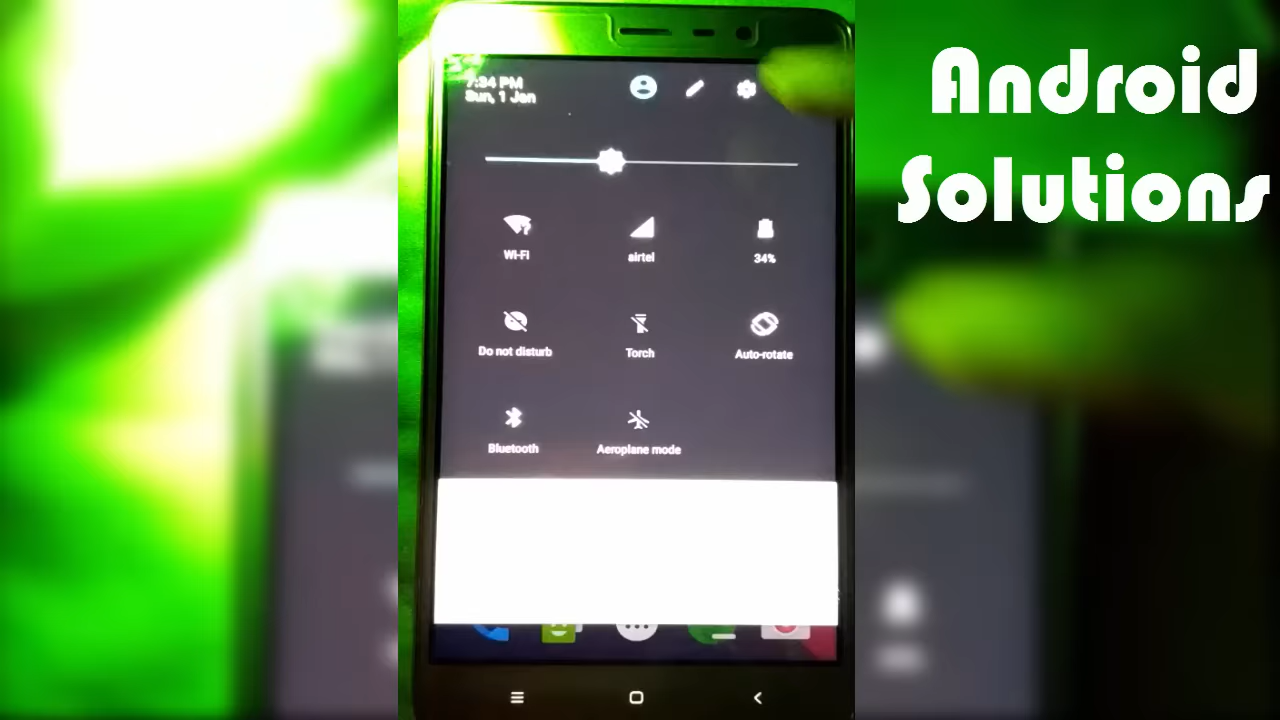 7:34 PM
Sun, 1 Jan
Wi-Fi
airtel
34%
Do not disturb
Torch
Auto-rotate
Bluetooth
Aeroplane mode
Android
Solutions